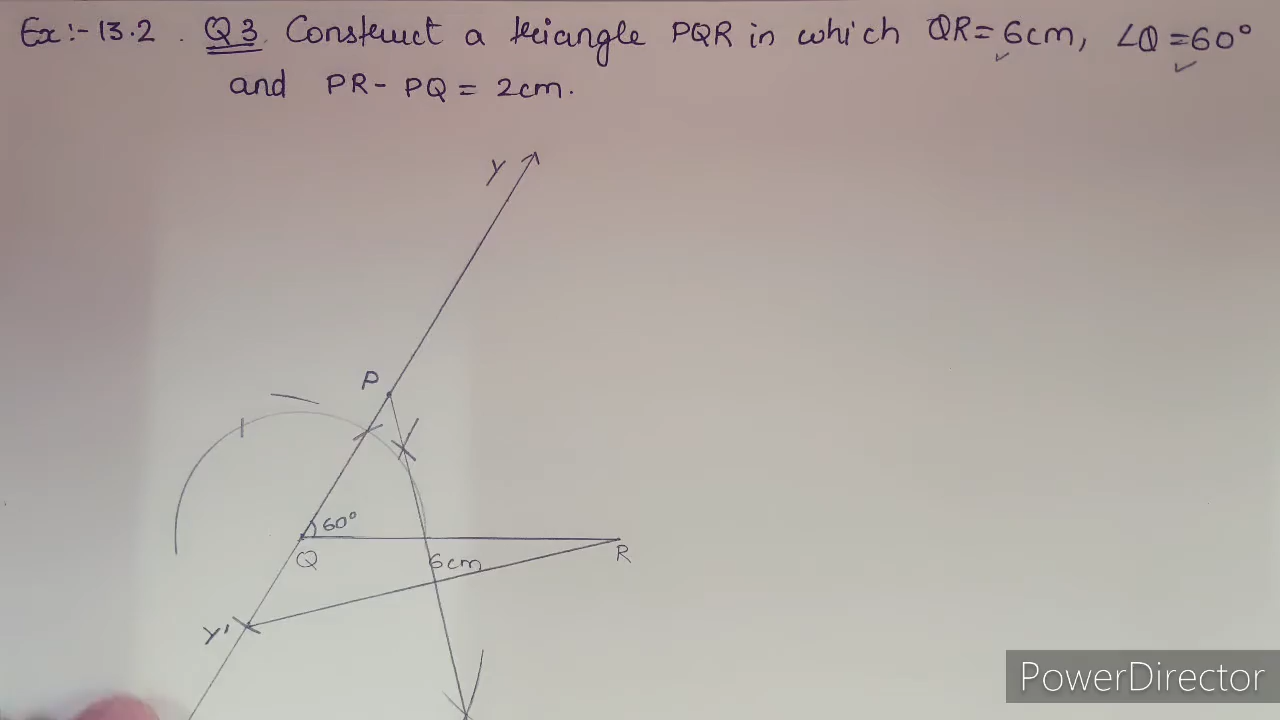 Ex:- 13.2. Q3. Construct a triangle PQR in which QR = 6cm, ∠Q = 60°
and PR - PQ = 2cm.
Y
P
60°
Q
6cm
R
Y'
PowerDirector